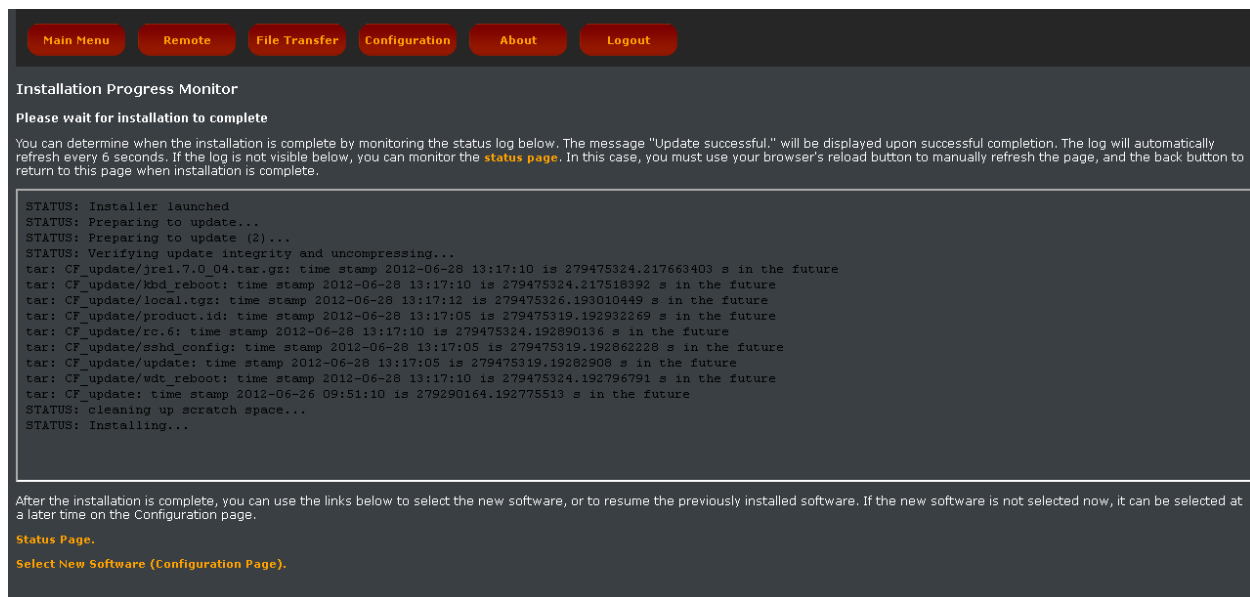 Main Menu Remote File Transfer Configuration About Logout
Installation Progress Monitor
Please wait for installation to complete
You can determine when the installation is complete by monitoring the status log below. The message "Update successful." will be displayed upon successful completion. The log will automatically
refresh every 6 seconds. If the log is not visible below, you can monitor the status page. In this case, you must use your browser's reload button to manually refresh the page, and the back button to
return to this page when installation is complete.
STATUS: Installer launched
STATUS: Preparing to update...
STATUS: Preparing to update (2)...
STATUS: Verifying update integrity and uncompressing...
tar: CF_update/jre1.7.0_04.tar.gz: time stamp 2012-06-28 13:17:10 is 279475324.217663403 s in the future
tar: CF_update/kbd_reboot: time stamp 2012-06-28 13:17:10 is 279475324.217518392 s in the future
tar: CF_update/local.tgz: time stamp 2012-06-28 13:17:12 is 279475326.193010449 s in the future
tar: CF_update/product.id: time stamp 2012-06-28 13:17:05 is 279475319.192932269 s in the future
tar: CF_update/rc.6: time stamp 2012-06-28 13:17:10 is 279475324.192890136 s in the future
tar: CF_update/sshd_config: time stamp 2012-06-28 13:17:05 is 279475319.192862228 s in the future
tar: CF_update/update: time stamp 2012-06-28 13:17:05 is 279475319.19282908 s in the future
tar: CF_update/wdt_reboot: time stamp 2012-06-28 13:17:10 is 279475324.192796791 s in the future
tar: CF_update: time stamp 2012-06-26 09:51:10 is 279290164.192775513 s in the future
STATUS: cleaning up scratch space...
STATUS: Installing...
After the installation is complete, you can use the links below to select the new software, or to resume the previously installed software. If the new software is not selected now, it can be selected at
a later time on the Configuration page.
Status Page.
Select New Software (Configuration Page).